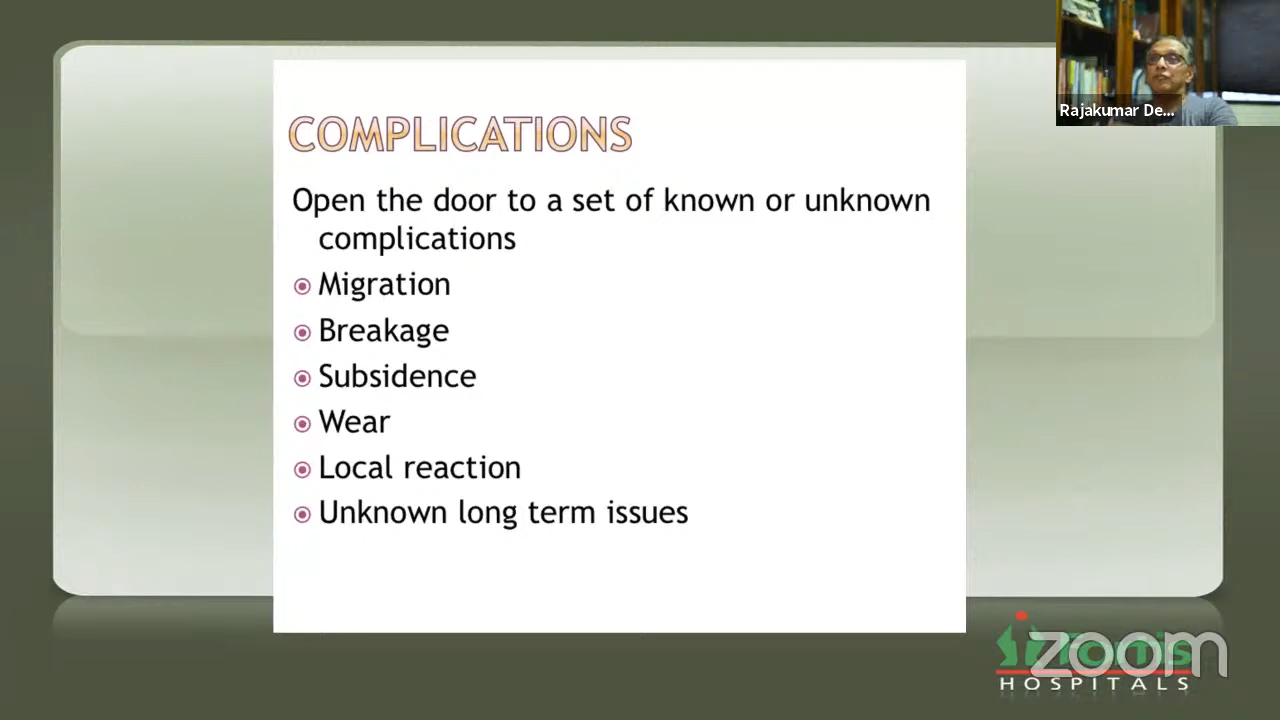 COMPLICATIONS
Open the door to a set of known or unknown
complications
Migration
Breakage
Subsidence
Wear
Local reaction
Unknown long term issues
Rajakumar De...
Fortis
zoom
HOSPITALS